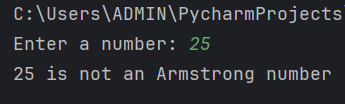 C:\Users\ADMIN\PycharmProjects
Enter a number: 25
25 is not an Armstrong number